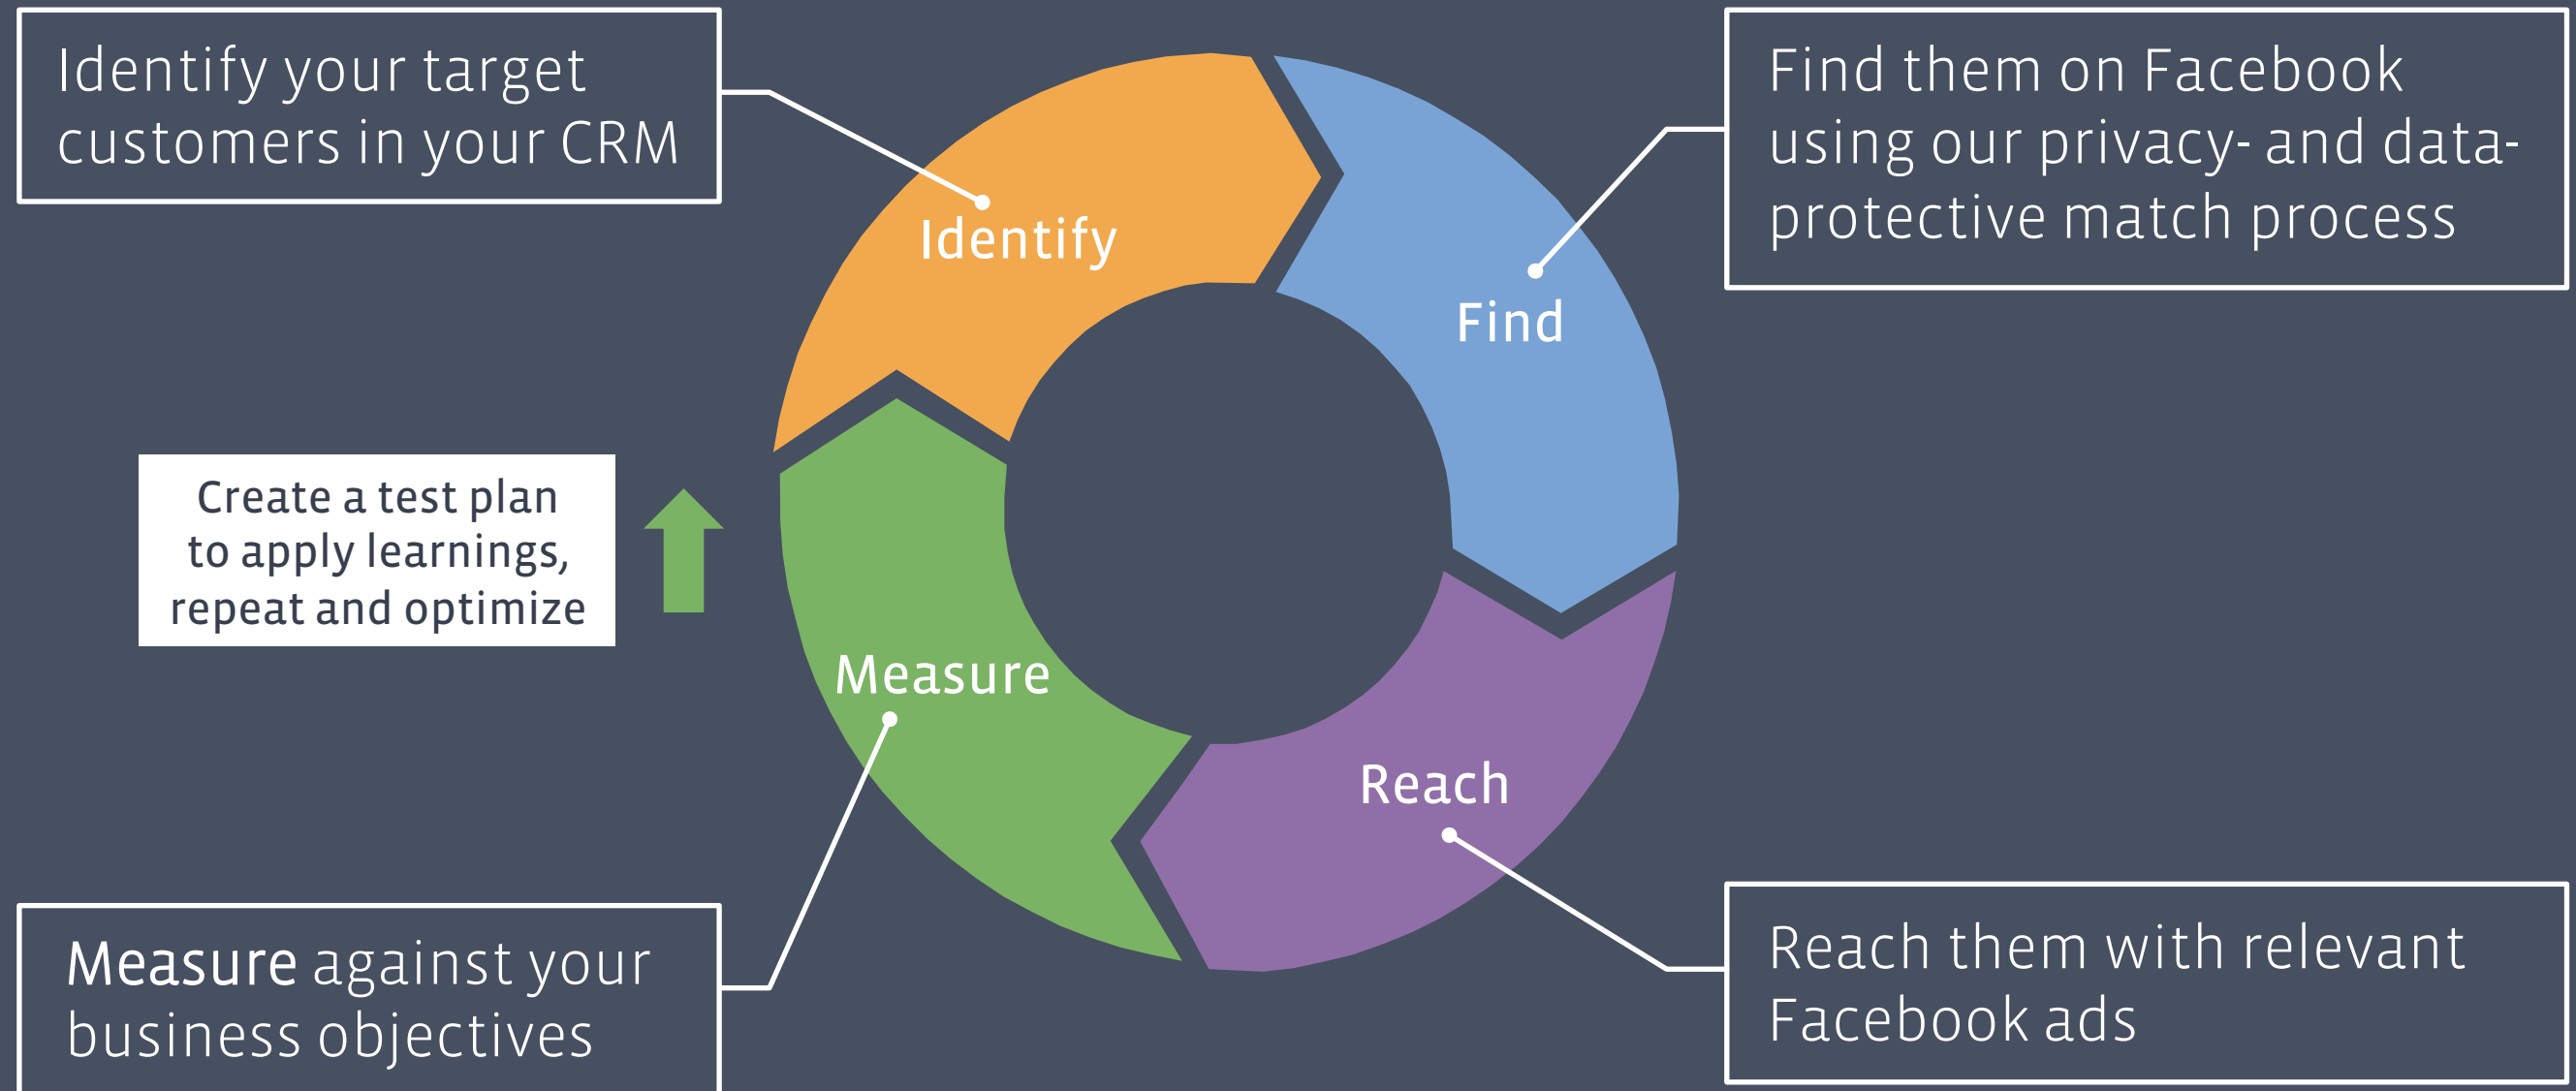 Identify your target
customers in your CRM
Find them on Facebook
using our privacy- and data-
protective match process
Identify
Find
Create a test plan
to apply learnings,
repeat and optimize
Measure
Reach
Measure against your
business objectives
Reach them with relevant
Facebook ads